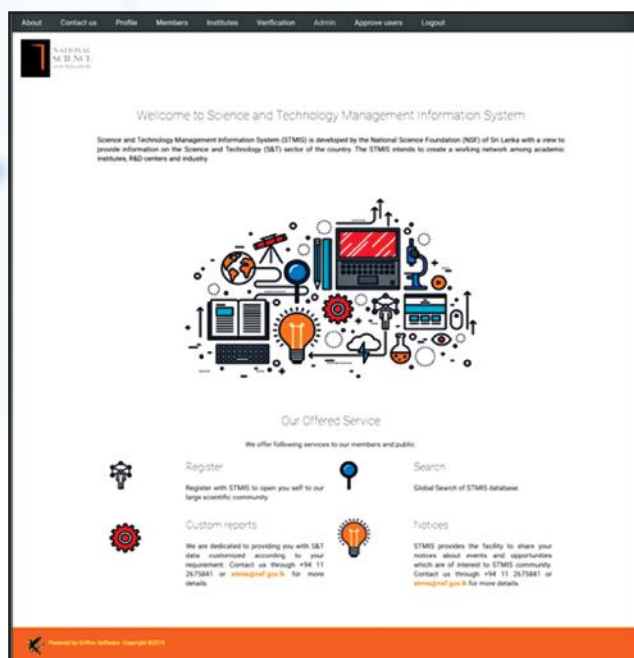 About Contact us Profile Members Institutes Verification Admin Approve users Logout
NATIONAL
SCIENCE
FOUNDATION
Wellcome to Science and Technology Management Information System
Science and Technology Management Information System (STMIS) is developed by the National Science Foundation (NSF) of Sri Lanka with a view to
provide information on the Science and Technology (S&T) sector of the country. The STMIS intends to create a working network among academic
institutes, R&D centers and industry.
Our Offered Service
We offer following services to our members and public.
Register
Register with STMIS to open you self to our
large scientific community.
Search
Global Search of STMIS database.
Custom reports
We are dedicated to providing you with S&T
data customized according to your
requirement. Contact us through +94 11
2675841 or stmis@nsf.gov.lk for more
details.
Notices
STMIS provides the facility to share your
notices about events and opportunities
which are of interest to STMIS community.
Contact us through +94 11 2675841 or
stmis@nsf.gov.lk for more details.
Powered by Software. Copyright ©2019